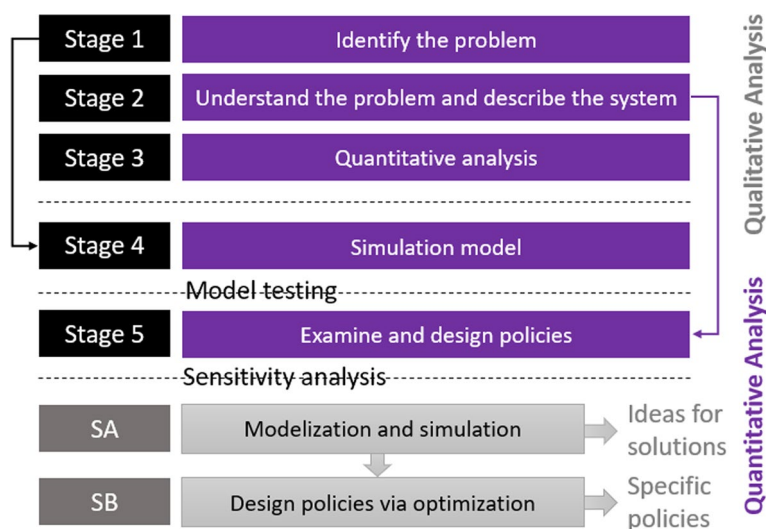 Stage 1
Identify the problem
Stage 2
Understand the problem and describe the system
Stage 3
Quantitative analysis
Qualitative Analysis
Stage 4
Simulation model
Model testing
Stage 5
Examine and design policies
Sensitivity analysis
SA
Modelization and simulation
Ideas for
solutions
SB
Design policies via optimization
Specific
policies
Quantitative Analysis